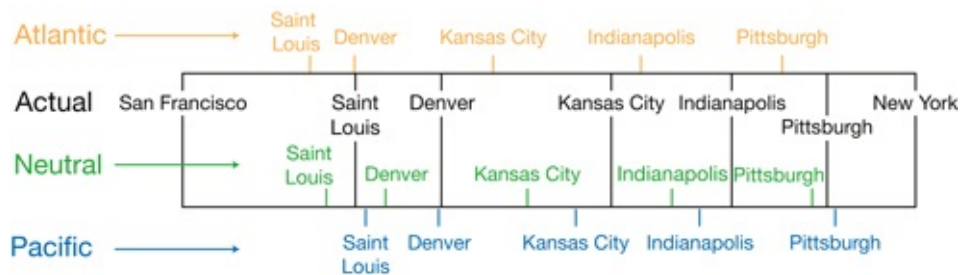 Atlantic
Saint
Louis
Denver
Kansas City
Indianapolis
Pittsburgh
Actual
San Francisco
Saint
Louis
Denver
Kansas City
Indianapolis
Pittsburgh
New York
Neutral
Saint
Louis
Denver
Kansas City
Indianapolis
Pittsburgh
Pacific
Saint
Louis
Denver
Kansas City
Indianapolis
Pittsburgh